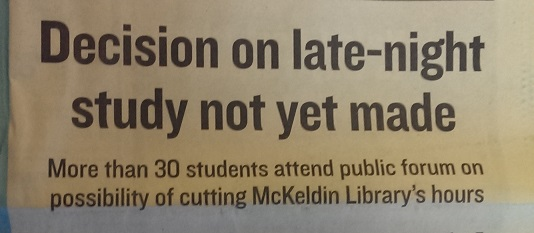 Decision on late-night
study not yet made
More than 30 students attend public forum on
possibility of cutting McKeldin Library's hours